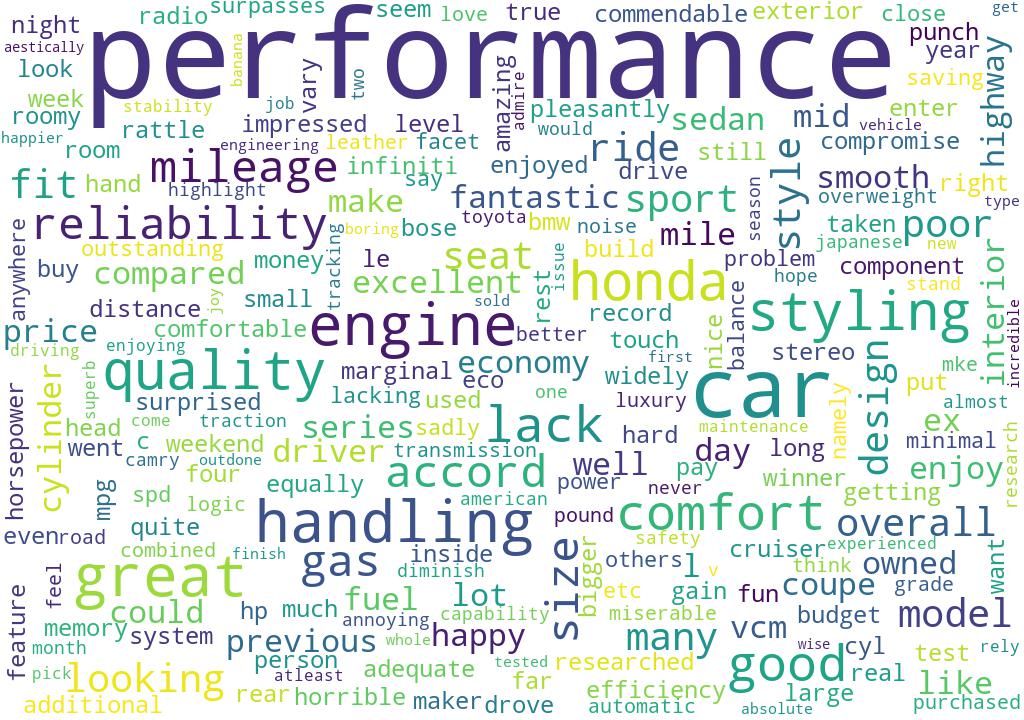 night
radio
surpasses
seem
love
true
commendable
exterior
close
get
aestically
performance
punch
look
banana
vary
two
amazing
admire
year
highway
week
stability
job
saving
roomy
rattle
impressed
level
pleasantly
sedan
mid
enter
happier
room
engineering
leather
facet
would
ride
still
style
compromise
vehicle
fit
hand
mileage
highlight
infiniti
say
enjoyed
drive
season
smooth
overweight
right
type
make
fantastic
sport
reliability
boring
bose
toyota
bmw
noise
mile
taken
japanese
poor
new
anywhere
outstanding
tracking
build
problem
component
interior
buy
compared
money
le
seat
excellent
rest
issue
honda
balance
hope
stand
distance
joy
small
sold
record
styling
incredible
price
comfortable
engine
better
touch
nice
driving
enjoying
superb
quality
marginal
eco
economy
first
widely
stereo
design
mke
cylinder
surprised
lacking
used
one
luxury
car
namely
put
almost
horsepower
head
come
traction
series
sadly
lack
hard
maintenance
ex
went
c
weekend
driver
transmission
day
long
minimal
research
camry
outdone
accord
well
pay
winner
enjoy
mpg
spd
four
logic
equally
american
power
never
getting
even
road
quite
handling
pound
comfort
overall
combined
finish
gas
inside
size
safety
cruiser
experienced
want
feature
feel
great
diminish
bigger
others
l
v
think
owned
could
fuel
lot
etc
gain
fun
coupe
grade
memory
system
hp
much
annoying
capability
miserable
budget
model
month
previous
whole
happy
many
vcm
wise
cyl
test
rely
pick
looking
person
atleast
adequate
tested
researched
good
real
like
additional
rear
horrible
far
maker
drove
efficiency
automatic
absolute
large
purchased